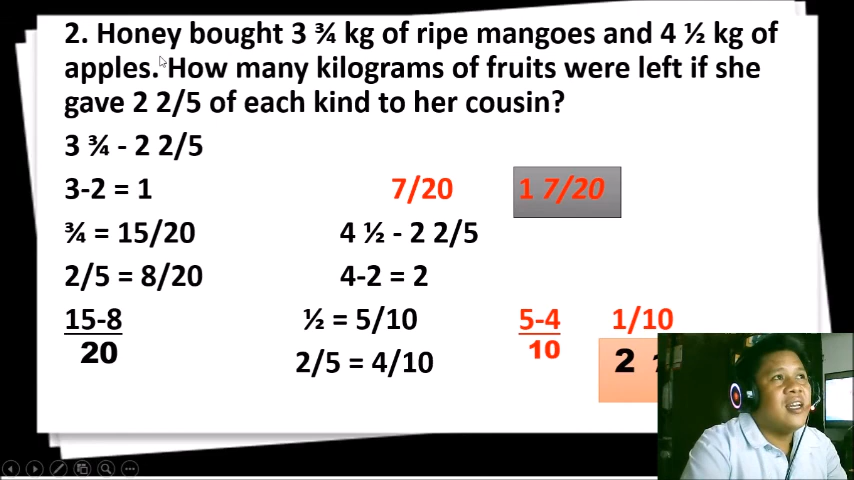 2. Honey bought 3 ¾ kg of ripe mangoes and 4 ½ kg of
apples. How many kilograms of fruits were left if she
gave 2 2/5 of each kind to her cousin?
3 ¾ - 2 2/5
3-2 = 1
7/20
1 7/20
¾ = 15/20
4 ½ - 2 2/5
2/5 = 8/20
4-2 = 2
15-8
20
½ = 5/10
5-4
10
1/10
2/5 = 4/10
2